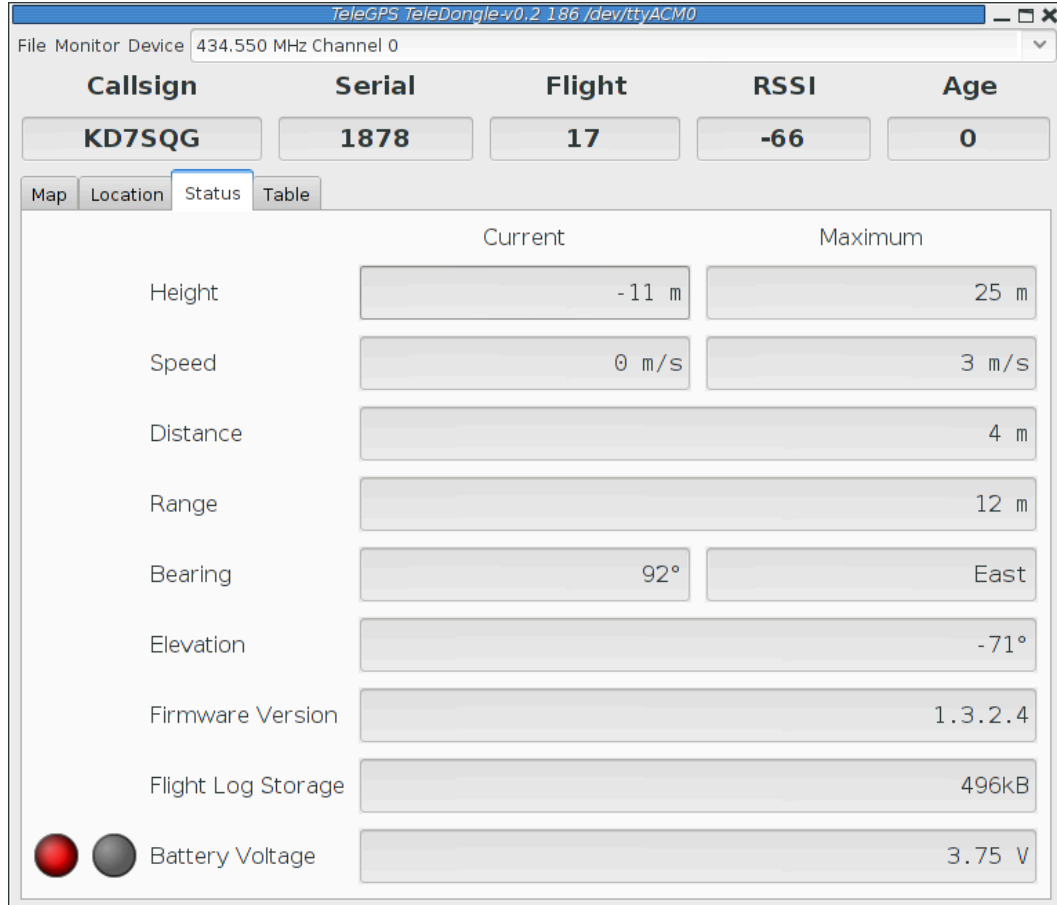 TeleGPS TeleDongle-v0.2 186 /dev/ttyACM0
File Monitor Device 434.550 MHz Channel 0
Callsign Serial Flight RSSI Age
KD7SQG 1878 17 -66 0
Map Location Status Table
Current Maximum
Height -11 m 25 m
Speed 0 m/s 3 m/s
Distance 4 m
Range 12 m
Bearing 92° East
Elevation -71°
Firmware Version 1.3.2.4
Flight Log Storage 496kB
Battery Voltage 3.75 V